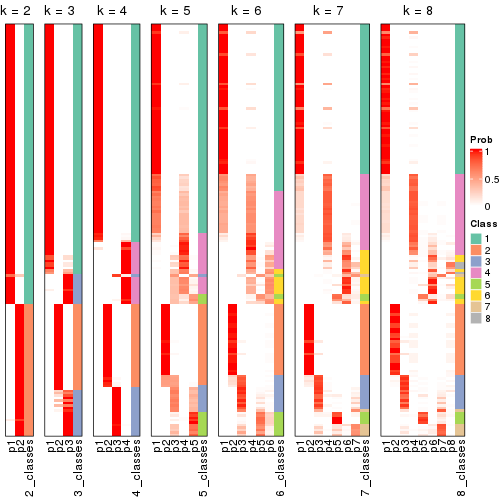 k = 2 k = 3 k = 4 k = 5 k = 6 k = 7 k = 8
Prob
1
0.5
0
Class
1
2
3
4
5
6
7
8
p1 p2 2_classes p1 p2 p3 3_classes p1 p2 p3 p4 4_classes p1 p2 p3 p4 p5 5_classes p1 p2 p3 p4 p5 p6 6_classes p1 p2 p3 p4 p5 p6 p7 7_classes p1 p2 p3 p4 p5 p6 p7 p8 8_classes